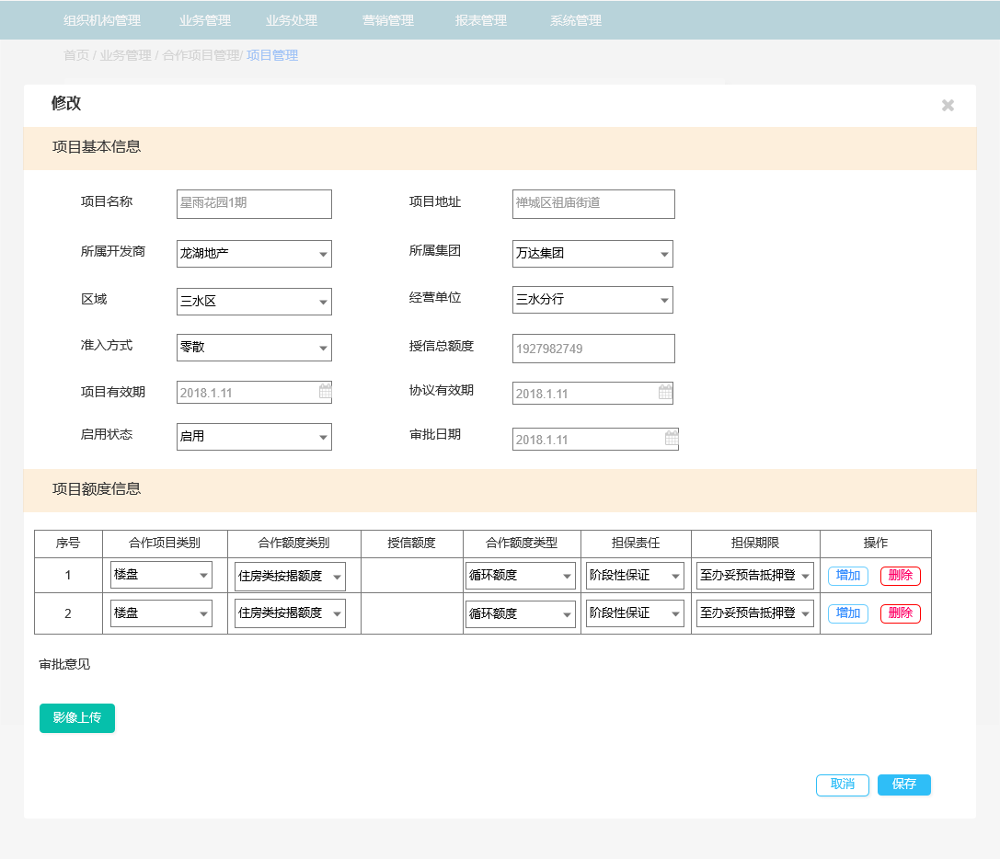 组织机构管理 业务管理 业务处理 营销管理 报表管理 系统管理
首页 / 业务管理 / 合作项目管理/ 项目管理
修改
项目基本信息
项目名称 星雨花园1期 项目地址 禅城区祖庙街道
所属开发商 龙湖地产 所属集团 万达集团
区域 三水区 经营单位 三水分行
准入方式 零散 授信总额度 1927982749
项目有效期 2018.1.11 协议有效期 2018.1.11
启用状态 启用 审批日期 2018.1.11
项目额度信息
序号 合作项目类别 合作额度类别 授信额度 合作额度类型 担保责任 担保期限 操作
1 楼盘 住房类按揭额度 循环额度 阶段性保证 至办妥预告抵押登 增加 删除
2 楼盘 住房类按揭额度 循环额度 阶段性保证 至办妥预告抵押登 增加 删除
审批意见
影像上传
取消 保存